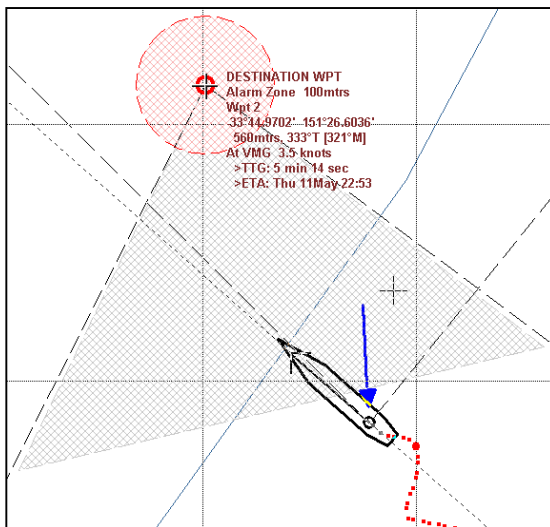 DESTINATION WPT
Alarm Zone 100mtrs
Wpt 2
33°44.9702' 151°26.6036'
560mtrs, 333°T [321°M]
At VMG 3.5 knots
>TTG: 5 min 14 sec
>ETA: Thu 11May 22:53